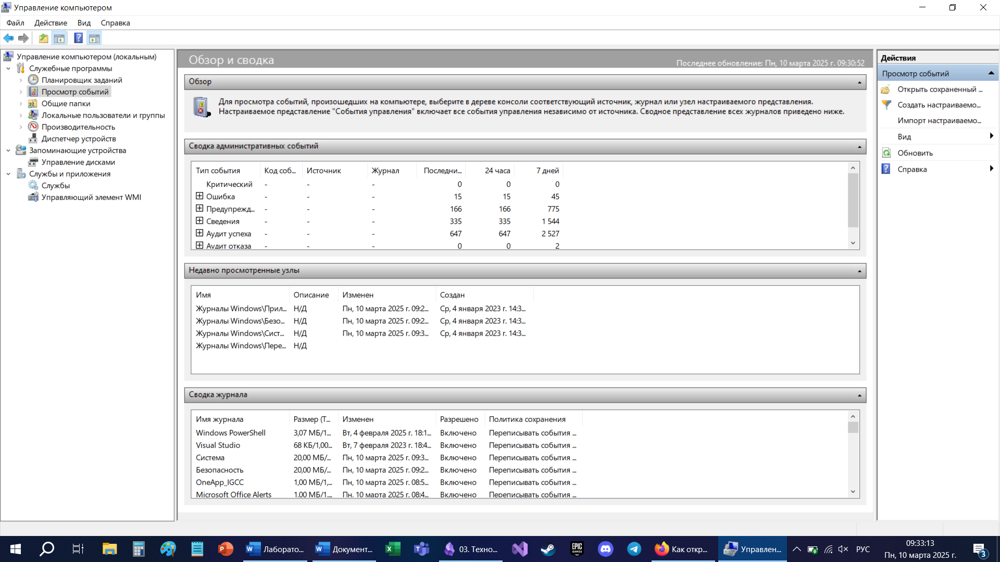 Управление компьютером
Файл Действие Вид Справка
Управление компьютером (локальным)
Служебные программы
Планировщик заданий
Просмотр событий
Общие папки
Локальные пользователи и группы
Производительность
Диспетчер устройств
Запоминающие устройства
Управление дисками
Службы и приложения
Службы
Управляющий элемент WMI
Обзор и сводка
Последнее обновление: Пн, 10 марта 2025 г. 09:30:52
Обзор
Для просмотра событий, произошедших на компьютере, выберите в дереве консоли соответствующий источник, журнал или узел настраиваемого представления.
Настраиваемое представление "События управления" включает все события управления независимо от источника. Сводное представление всех журналов приведено ниже.
Сводка административных событий
Тип события Код соб... Источник Журнал Последни... 24 часа 7 дней
Критический - - - 0 0 0
Ошибка - - - 15 15 45
Предупрежд... - - - 166 166 775
Сведения - - - 335 335 1 544
Аудит успеха - - - 647 647 2 527
Аудит отказа - - - 0 0 2
Недавно просмотренные узлы
Имя Описание Изменен Создан
Журналы Windows\Прил... Н/Д Пн, 10 марта 2025 г. 09:2... Ср, 4 января 2023 г. 14:3...
Журналы Windows\Безо... Н/Д Пн, 10 марта 2025 г. 09:2... Ср, 4 января 2023 г. 14:3...
Журналы Windows\Сист... Н/Д Пн, 10 марта 2025 г. 09:3... Ср, 4 января 2023 г. 14:3...
Журналы Windows\Пере... Н/Д
Сводка журнала
Имя журнала Размер (Т... Изменен Разрешено Политика сохранения
Windows PowerShell 3,07 МБ/1... Вт, 4 февраля 2025 г. 18:1... Включено Переписывать события ...
Visual Studio 68 КБ/1,00... Вт, 7 февраля 2023 г. 18:4... Включено Переписывать события ...
Система 20,00 МБ/... Пн, 10 марта 2025 г. 09:3... Включено Переписывать события ...
Безопасность 20,00 МБ/... Пн, 10 марта 2025 г. 09:2... Включено Переписывать события ...
OneApp_IGCC 1,00 МБ/1,... Пн, 10 марта 2025 г. 08:5... Включено Переписывать события ...
Microsoft Office Alerts 1,00 МБ/1,... Пн, 10 марта 2025 г. 08:4... Включено Переписывать события ...
Действия
Просмотр событий
Открыть сохраненный ...
Создать настраиваемо...
Импорт настраиваемо...
Вид
Обновить
Справка
Лаборато... Документ... 03. Техно... EPIC GAMES Как откр... Управлен... РУС
09:33:13
Пн, 10 марта 2025 г.
3